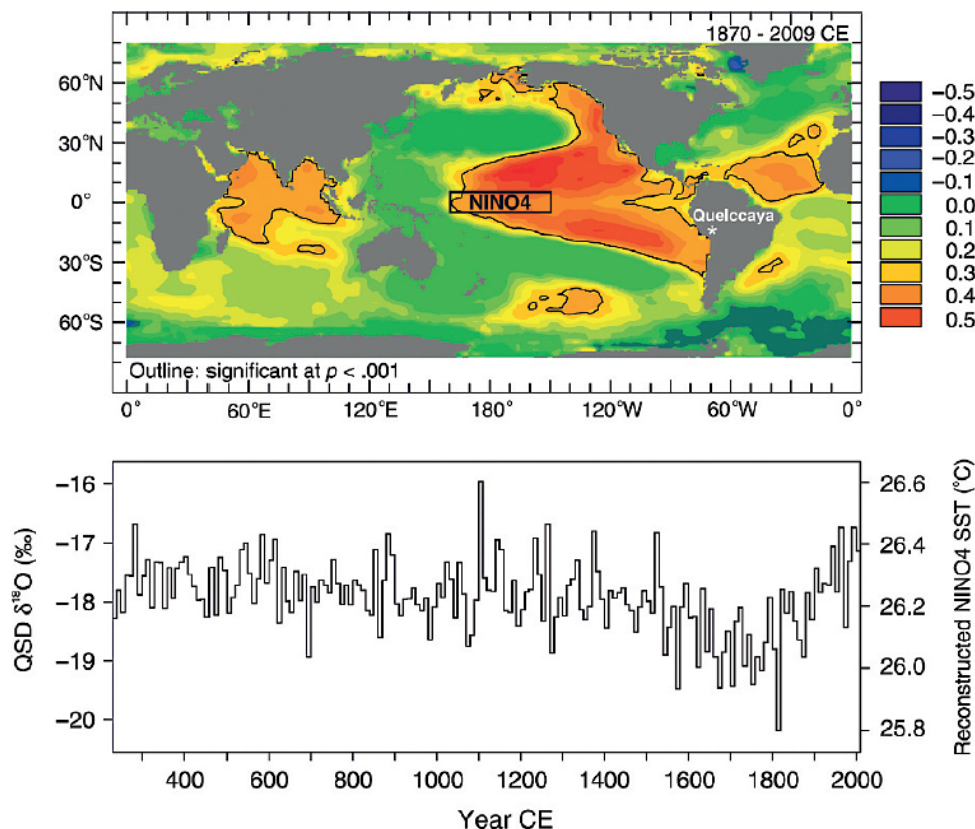 1870 - 2009 CE
60°N
30°N
0°
30°S
60°S
NINO4
Quelccaya
*
Outline: significant at p < .001
0° 60°E 120°E 180° 120°W 60°W 0°
-0.5
-0.4
-0.3
-0.2
-0.1
0.0
0.1
0.2
0.3
0.4
0.5
QSD δ¹⁸O (‰)
-16
-17
-18
-19
-20
26.6
26.4
26.2
26.0
25.8
Reconstructed NINO4 SST (°C)
400 600 800 1000 1200 1400 1600 1800 2000
Year CE